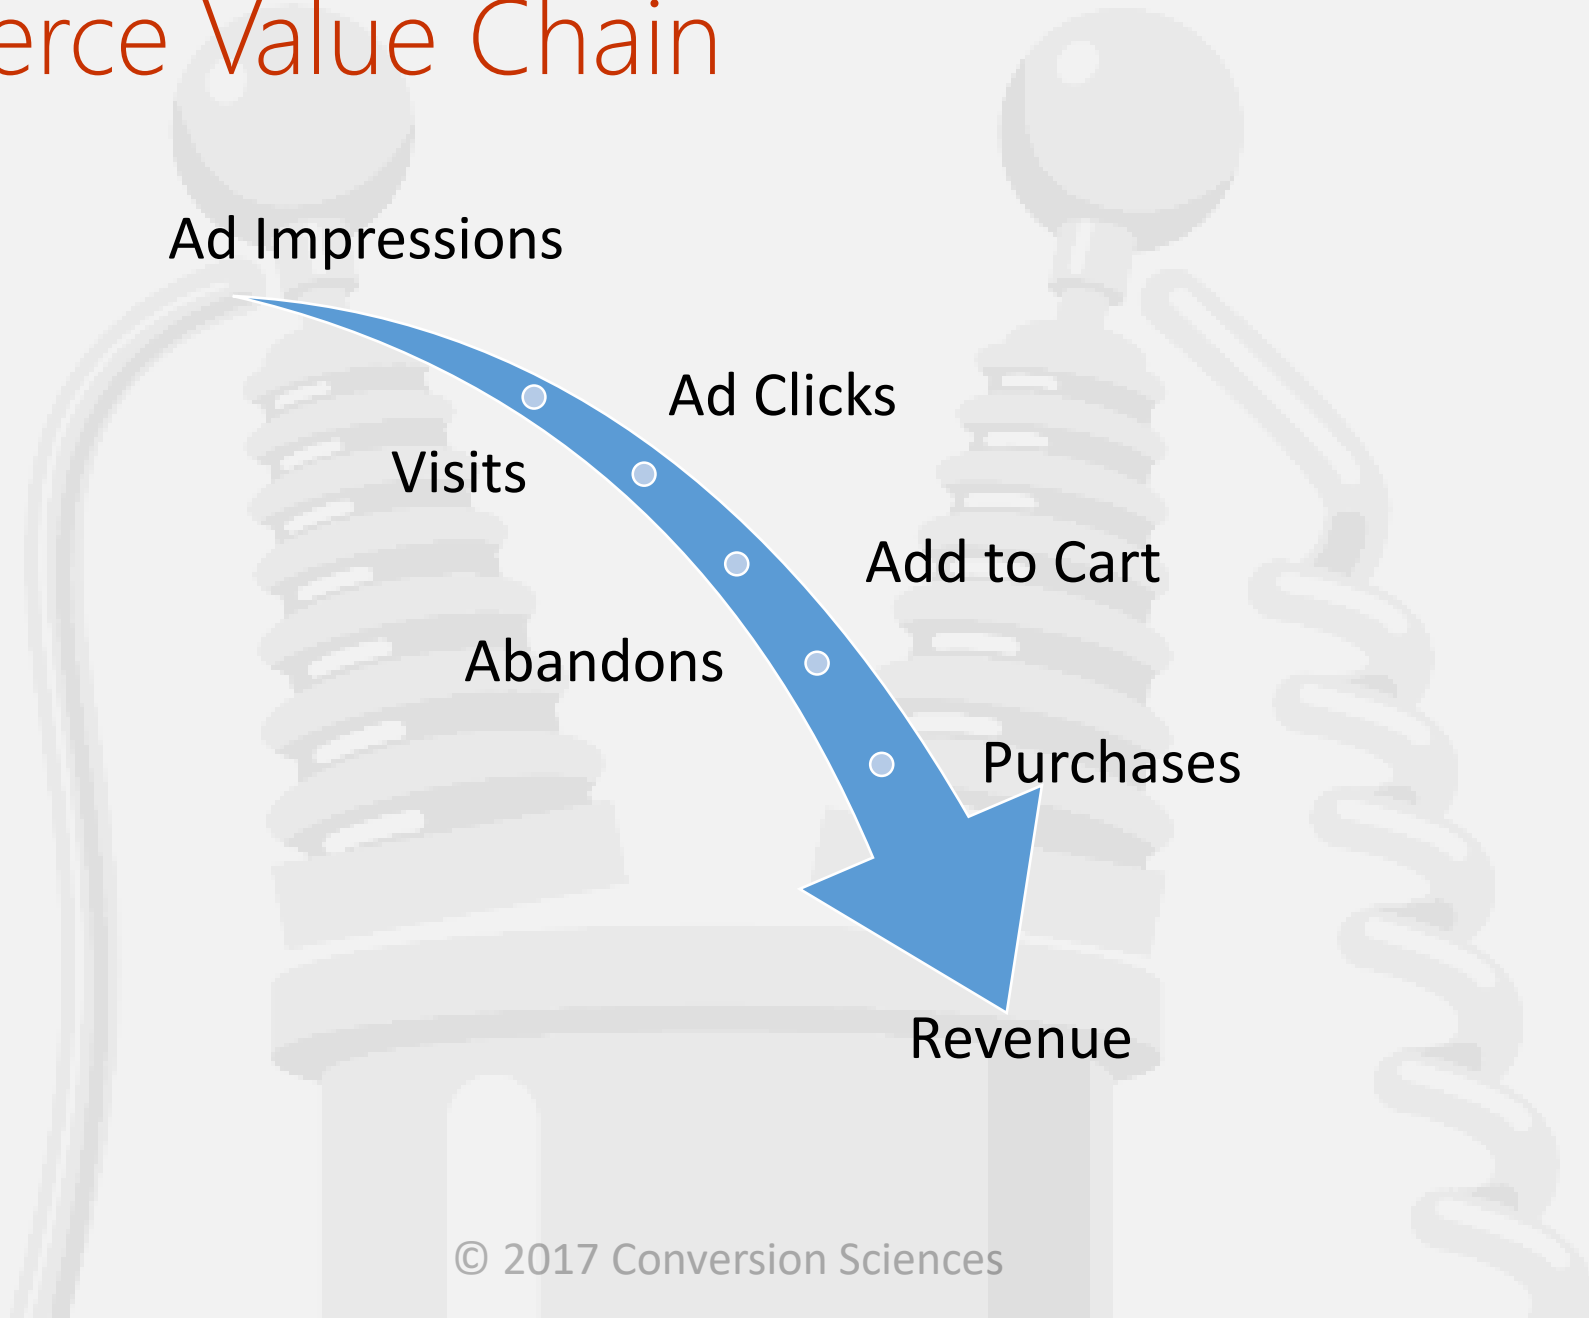 erce Value Chain
Ad Impressions
Ad Clicks
Visits
Add to Cart
Abandons
Purchases
Revenue
© 2017 Conversion Sciences